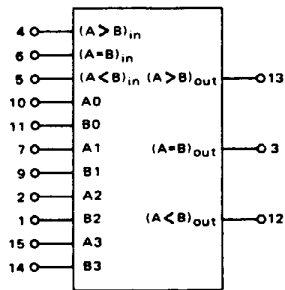 4 (A>B)in
6 (A=B)in
5 (A<B)in (A>B)out 13
10 A0
11 B0
7 A1 (A=B)out 3
9 B1
2 A2
1 B2 (A<B)out 12
15 A3
14 B3